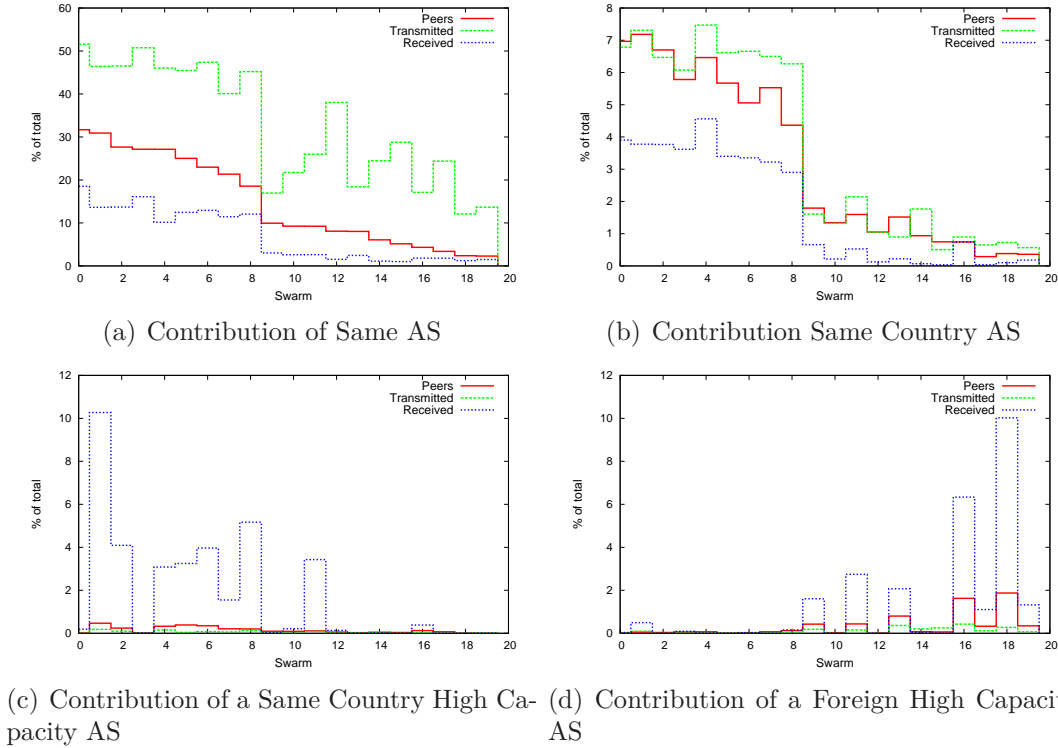 60
50
40
30
20
10
0
% of total
0 2 4 6 8 10 12 14 16 18 20
Swarm
Peers
Transmitted
Received
(a) Contribution of Same AS
8
7
6
5
4
3
2
1
0
% of total
0 2 4 6 8 10 12 14 16 18 20
Swarm
Peers
Transmitted
Received
(b) Contribution Same Country AS
12
10
8
6
4
2
0
% of total
0 2 4 6 8 10 12 14 16 18 20
Swarm
Peers
Transmitted
Received
(c) Contribution of a Same Country High Ca-
pacity AS
12
10
8
6
4
2
0
% of total
0 2 4 6 8 10 12 14 16 18 20
Swarm
Peers
Transmitted
Received
(d) Contribution of a Foreign High Capaci
AS